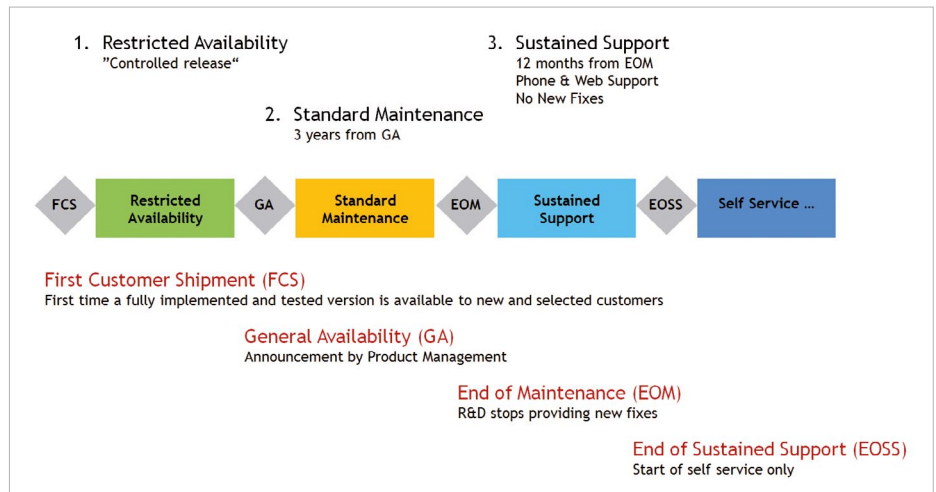 1. Restricted Availability
”Controlled release“
3. Sustained Support
12 months from EOM
Phone & Web Support
No New Fixes
2. Standard Maintenance
3 years from GA
FCS
Restricted
Availability
GA
Standard
Maintenance
EOM
Sustained
Support
EOSS
Self Service ...
First Customer Shipment (FCS)
First time a fully implemented and tested version is available to new and selected customers
General Availability (GA)
Announcement by Product Management
End of Maintenance (EOM)
R&D stops providing new fixes
End of Sustained Support (EOSS)
Start of self service only